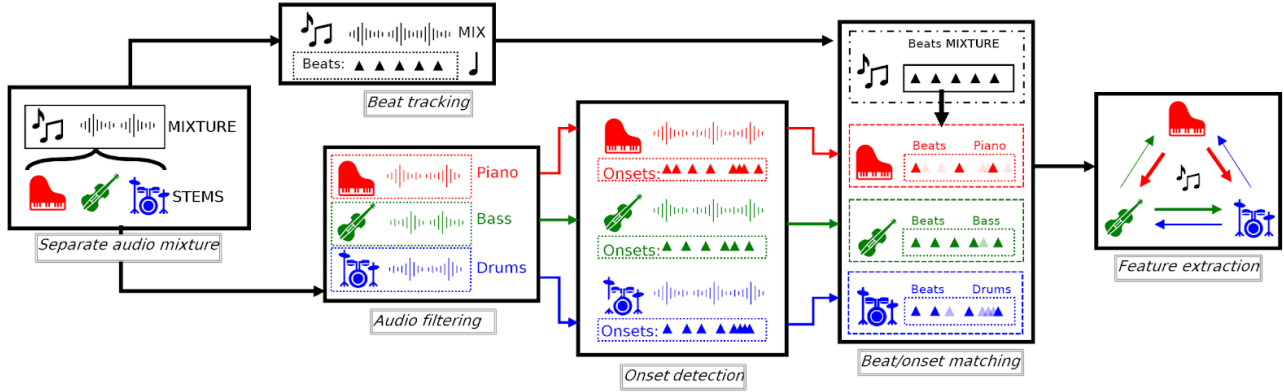 MIXTURE
STEMS
Separate audio mixture
MIX
Beats:
Beat tracking
Piano
Bass
Drums
Audio filtering
Onsets:
Onsets:
Onsets:
Onset detection
Beats MIXTURE
Beats Piano
Beats Bass
Beats Drums
Beat/onset matching
Feature extraction